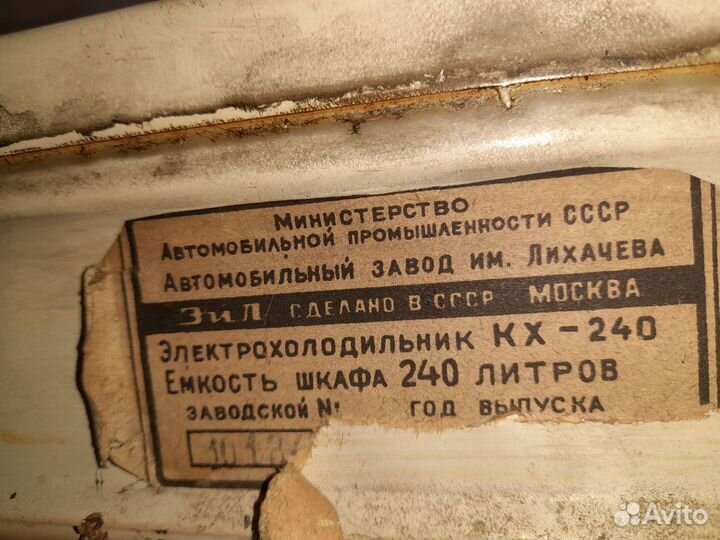 Министерство
Автомобильной промышленности СССР
Автомобильный завод им. Лихачева
ЗиЛ сделано в СССР Москва
Электрохолодильник КХ-240
Емкость шкафа 240 литров
заводской № год выпуска
Avito